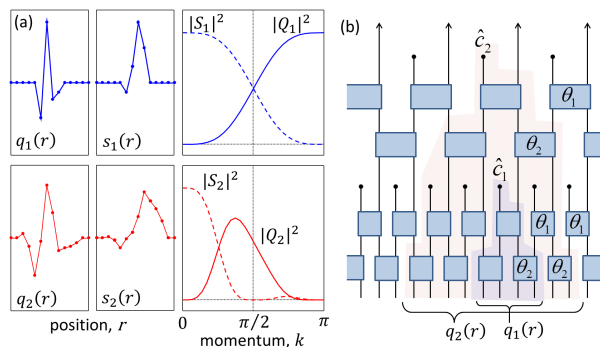 (a)
|S₁|²
|Q₁|²
q₁(r)
s₁(r)
|S₂|²
|Q₂|²
q₂(r)
s₂(r)
0
π/2
π
position, r
momentum, k
(b)
ĉ₂
θ₁
θ₂
ĉ₁
θ₁
θ₁
θ₂
θ₂
q₂(r)
q₁(r)